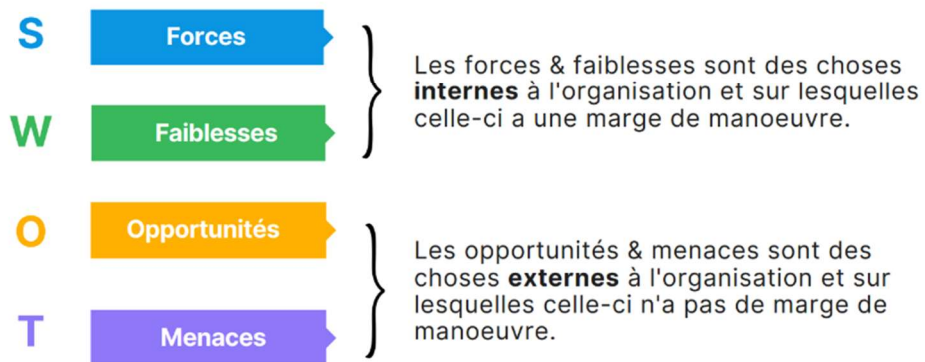 S
Forces
W
Faiblesses
Les forces & faiblesses sont des choses
internes à l'organisation et sur lesquelles
celle-ci a une marge de manoeuvre.
O
Opportunités
T
Menaces
Les opportunités & menaces sont des
choses externes à l'organisation et sur
lesquelles celle-ci n'a pas de marge de
manoeuvre.